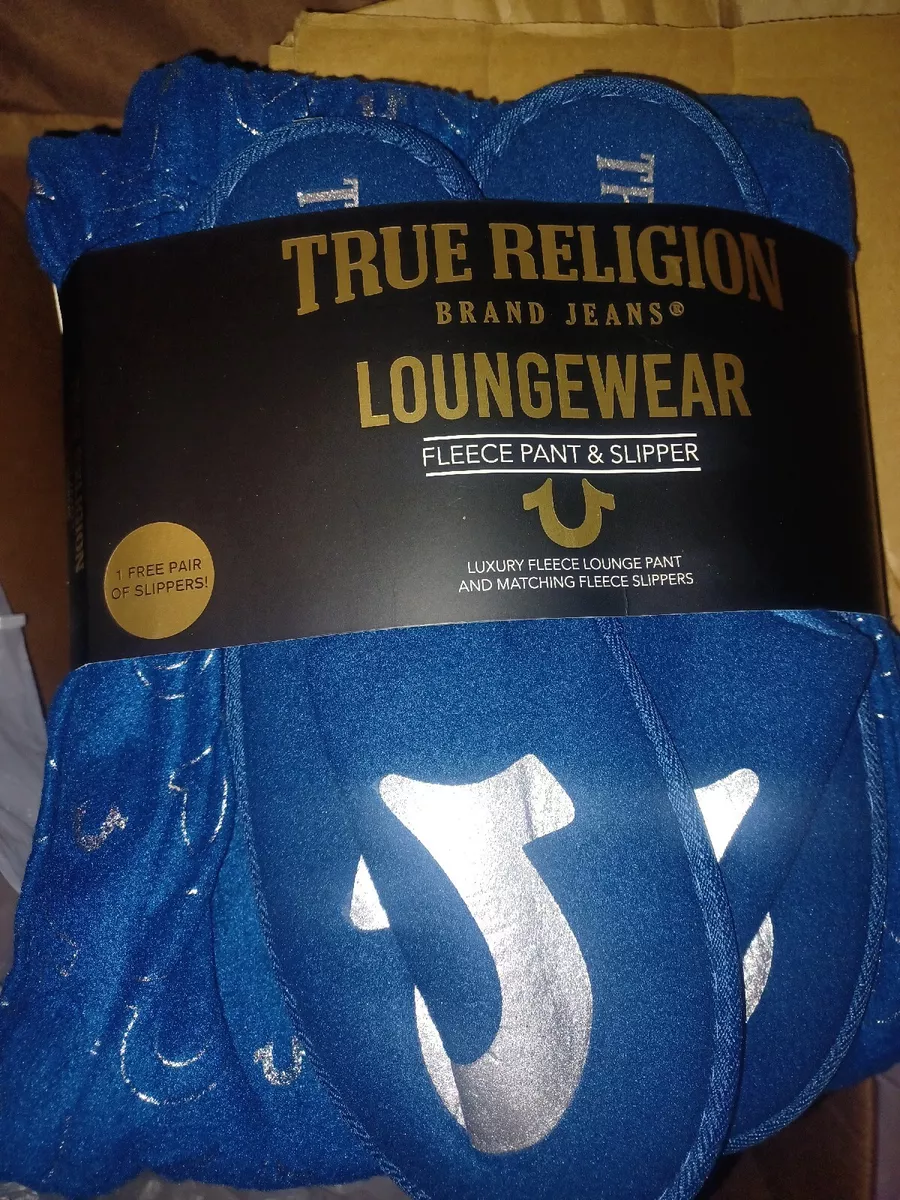 T
TR
TRUE RELIGION
BRAND JEANS®
LOUNGEWEAR
FLEECE PANT & SLIPPER
LUXURY FLEECE LOUNGE PANT
AND MATCHING FLEECE SLIPPERS
1 FREE PAIR
OF SLIPPERS!